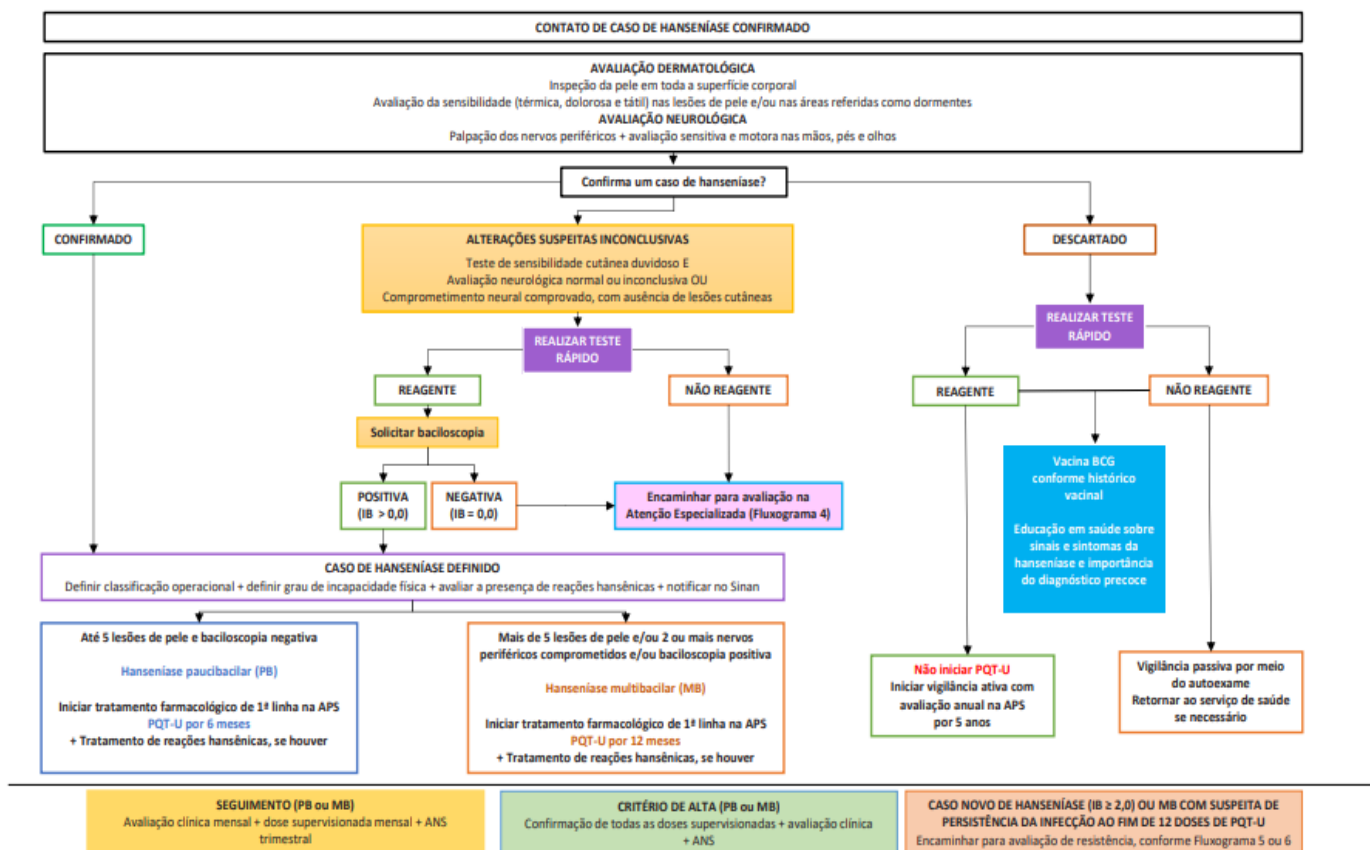 CONTATO DE CASO DE HANSENÍASE CONFIRMADO
AVALIAÇÃO DERMATOLÓGICA
Inspeção da pele em toda a superfície corporal
Avaliação da sensibilidade (térmica, dolorosa e tátil) nas lesões de pele e/ou nas áreas referidas como dormentes
AVALIAÇÃO NEUROLÓGICA
Palpação dos nervos periféricos + avaliação sensitiva e motora nas mãos, pés e olhos
Confirma um caso de hanseníase?
CONFIRMADO
ALTERAÇÕES SUSPEITAS INCONCLUSIVAS
Teste de sensibilidade cutânea duvidoso E
Avaliação neurológica normal ou inconclusiva OU
Comprometimento neural comprovado, com ausência de lesões cutâneas
DESCARTADO
REALIZAR TESTE
RÁPIDO
REALIZAR TESTE
RÁPIDO
REAGENTE
NÃO REAGENTE
REAGENTE
NÃO REAGENTE
Solicitar baciloscopia
POSITIVA
(IB > 0,0)
NEGATIVA
(IB = 0,0)
Encaminhar para avaliação na
Atenção Especializada (Fluxograma 4)
Vacina BCG
conforme histórico
vacinal
Educação em saúde sobre
sinais e sintomas da
hanseníase e importância
do diagnóstico precoce
CASO DE HANSENÍASE DEFINIDO
Definir classificação operacional + definir grau de incapacidade física + avaliar a presença de reações hansênicas + notificar no Sinan
Até 5 lesões de pele e baciloscopia negativa
Hanseníase paucibacilar (PB)
Iniciar tratamento farmacológico de 1ª linha na APS
PQT-U por 6 meses
+ Tratamento de reações hansênicas, se houver
Mais de 5 lesões de pele e/ou 2 ou mais nervos
periféricos comprometidos e/ou baciloscopia positiva
Hanseníase multibacilar (MB)
Iniciar tratamento farmacológico de 1ª linha na APS
PQT-U por 12 meses
+ Tratamento de reações hansênicas, se houver
Não iniciar PQT-U
Iniciar vigilância ativa com
avaliação anual na APS
por 5 anos
Vigilância passiva por meio
do autoexame
Retornar ao serviço de saúde
se necessário
SEGUIMENTO (PB ou MB)
Avaliação clínica mensal + dose supervisionada mensal + ANS
trimestral
CRITÉRIO DE ALTA (PB ou MB)
Confirmação de todas as doses supervisionadas + avaliação clínica
+ ANS
CASO NOVO DE HANSENÍASE (IB ≥ 2,0) OU MB COM SUSPEITA DE
PERSISTÊNCIA DA INFECÇÃO AO FIM DE 12 DOSES DE PQT-U
Encaminhar para avaliação de resistência, conforme Fluxograma 5 ou 6